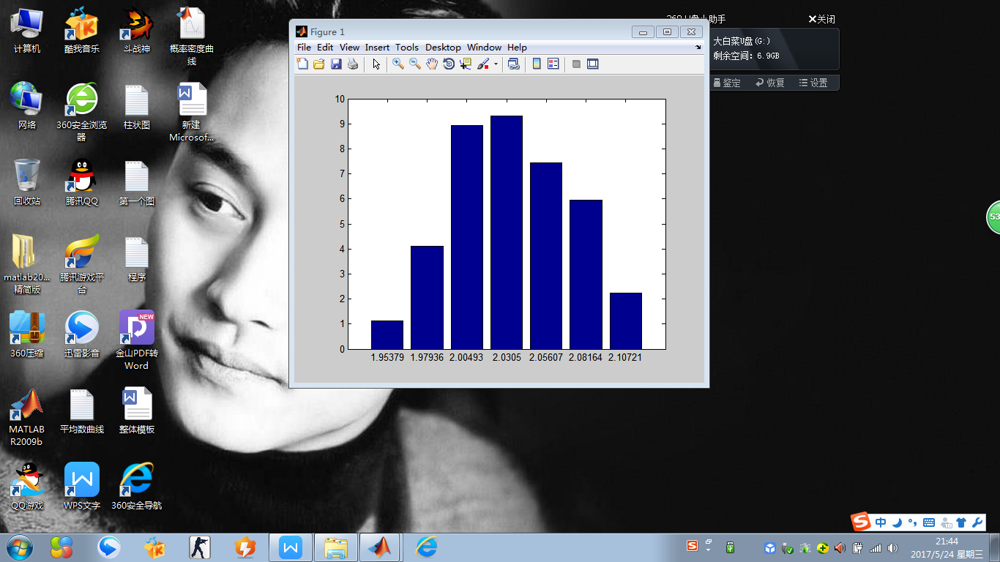 计算机
酷我音乐
斗战神
概率密度曲
线
网络
360安全浏览
器
柱状图
新建
Microsof...
回收站
腾讯QQ
第一个图
matlab20...
精简版
腾讯游戏平
台
程序
360压缩
迅雷影音
NEW
金山PDF转
Word
MATLAB
R2009b
平均数曲线
整体模板
QQ游戏
WPS文字
360安全导航
Figure 1
File Edit View Insert Tools Desktop Window Help
10
9
8
7
6
5
4
3
2
1
0
1.95379 1.97936 2.00493 2.0305 2.05607 2.08164 2.10721
360 U盘小助手
关闭
大白菜U盘(G:)
剩余空间: 6.9GB
鉴定 恢复 设置
53
中
21:44
2017/5/24 星期三